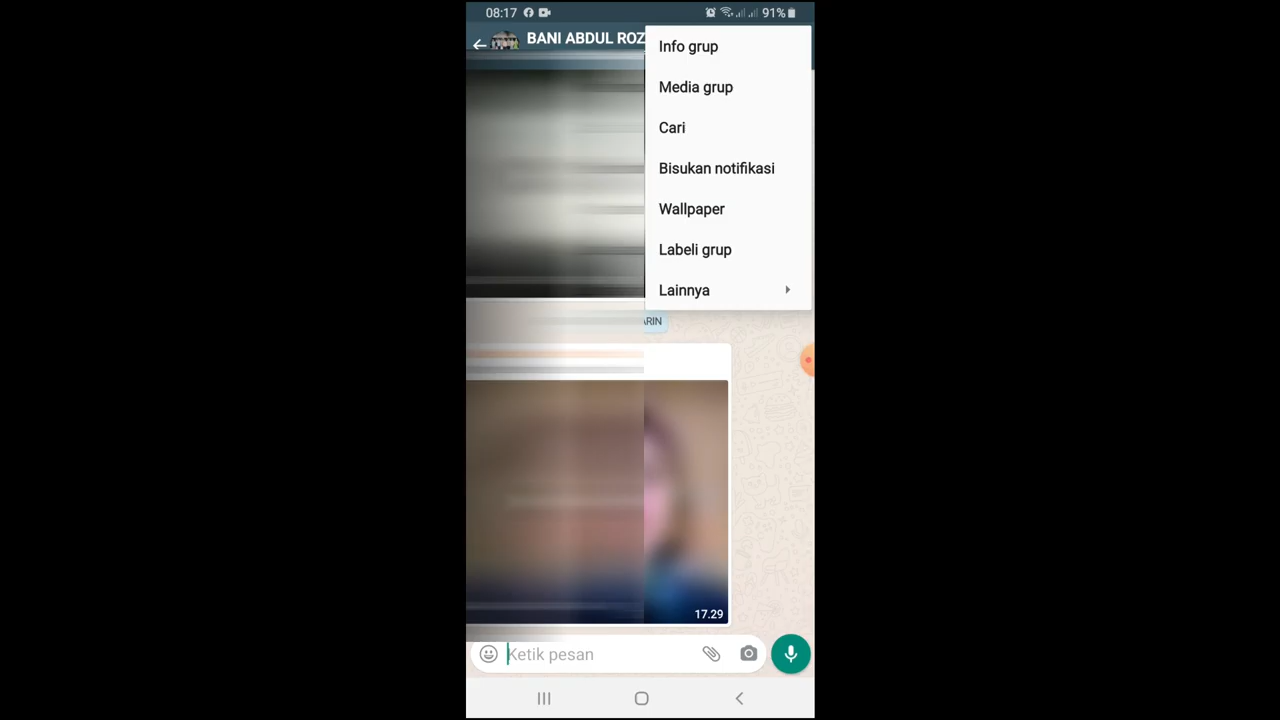 08:17
91%
BANI ABDUL ROZ
Info grup
Media grup
Cari
Bisukan notifikasi
Wallpaper
Labeli grup
Lainnya
ARIN
17.29
Ketik pesan